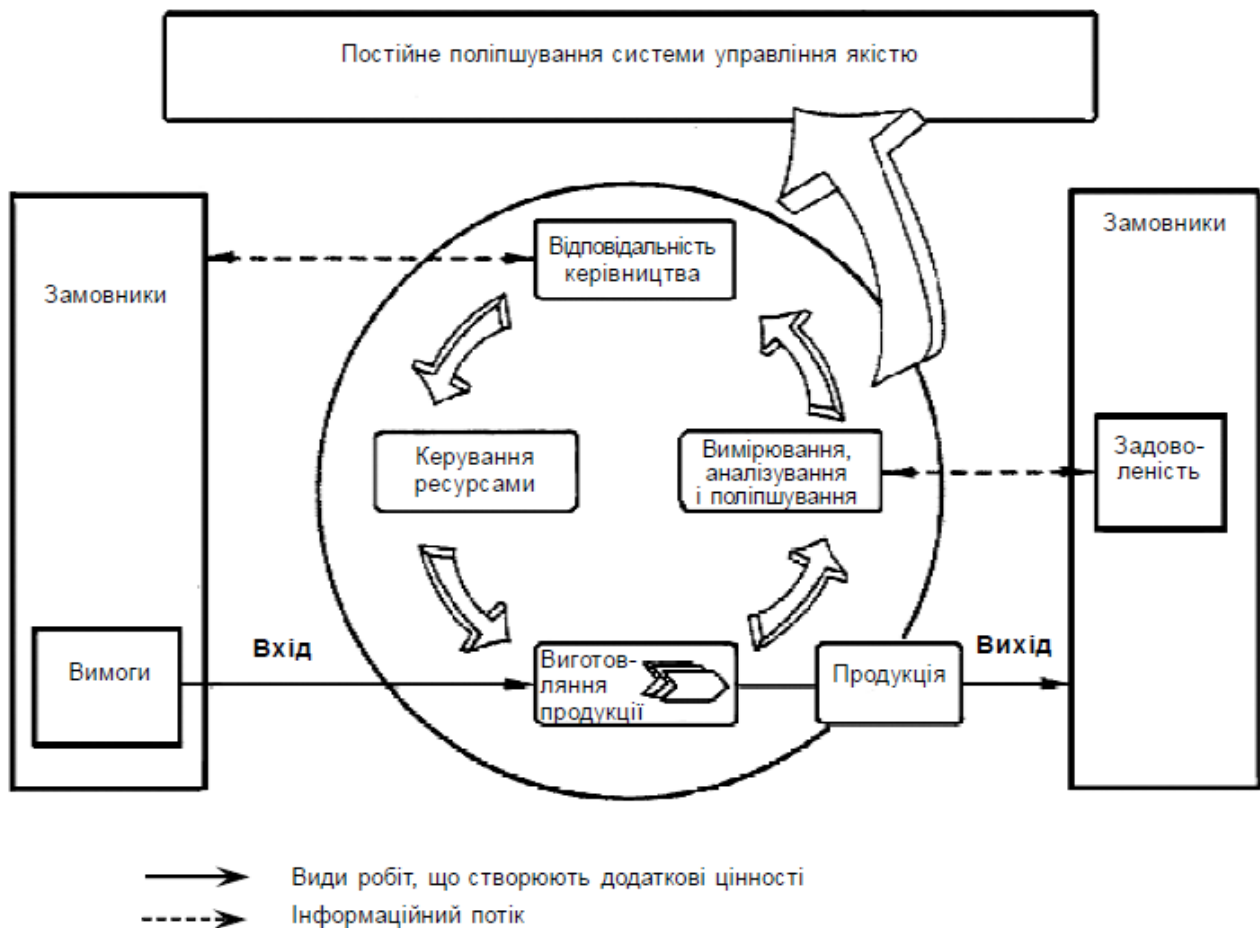 Постійне поліпшування системи управління якістю
Замовники
Вимоги
Вхід
Відповідальність
керівництва
Керування
ресурсами
Вимірювання,
аналізування
і поліпшування
Виготов-
ляння
продукції
Продукція
Вихід
Замовники
Задово-
леність
Види робіт, що створюють додаткові цінності
Інформаційний потік